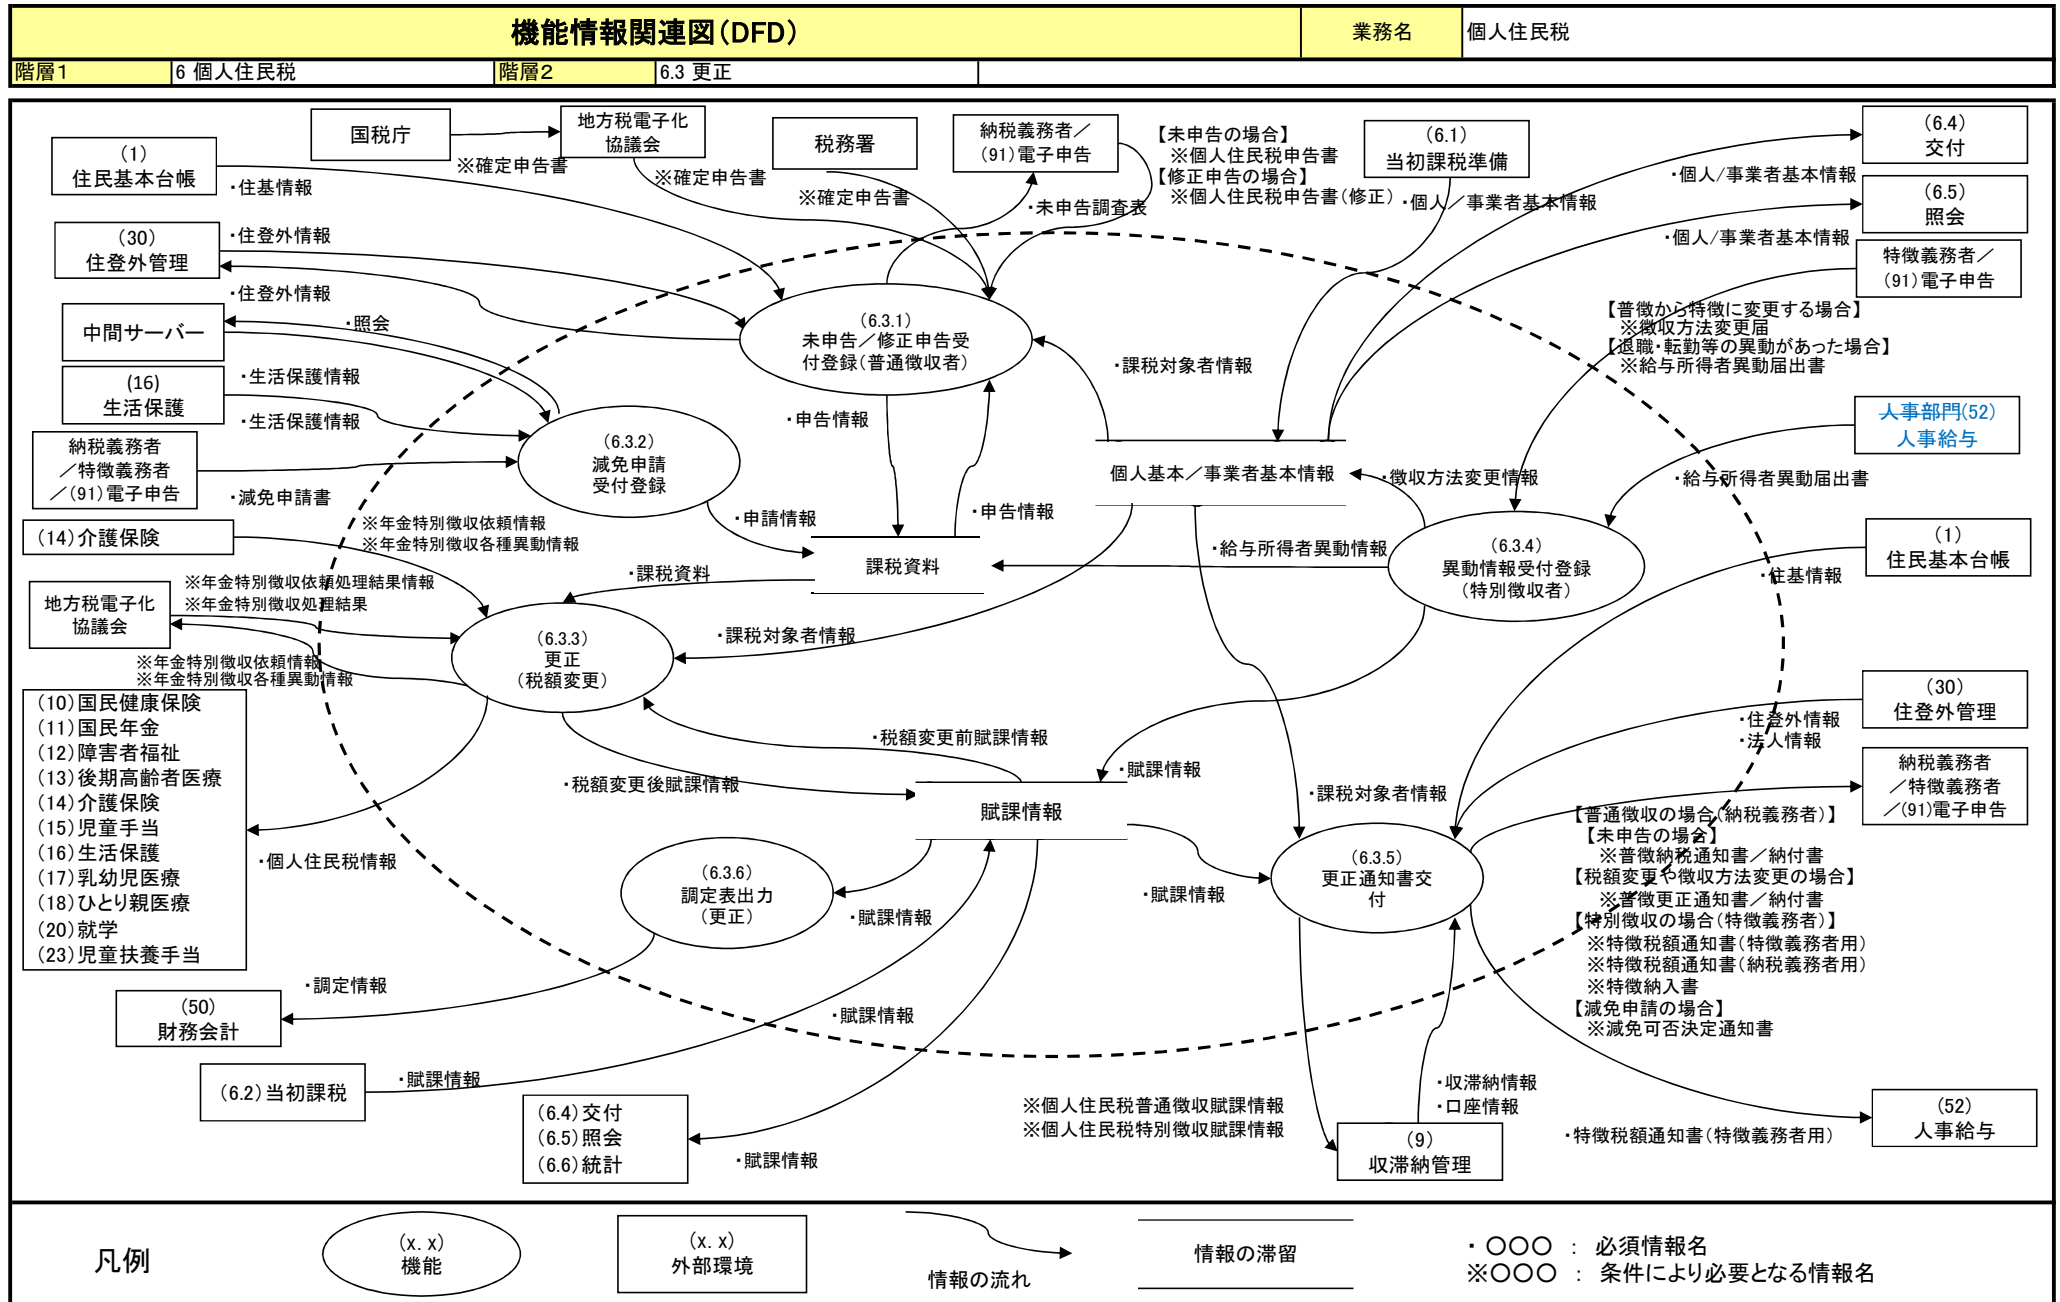 機能情報関連図(DFD)
業務名
個人住民税
階層1
6 個人住民税
階層2
6.3 更正
国税庁
地方税電子化
協議会
税務署
納税義務者／
(91)電子申告
【未申告の場合】
※個人住民税申告書
【修正申告の場合】
※個人住民税申告書(修正)
(6.1)
当初課税準備
(6.4)
交付
(1)
住民基本台帳
※確定申告書
※確定申告書
※確定申告書
・住基情報
・未申告調査表
・個人／事業者基本情報
・個人/事業者基本情報
(6.5)
照会
(30)
住登外管理
・住登外情報
・個人/事業者基本情報
特徴義務者／
(91)電子申告
・住登外情報
中間サーバー
・照会
(6.3.1)
未申告／修正申告受
付登録(普通徴収者)
【普徴から特徴に変更する場合】
※徴収方法変更届
【退職・転勤等の異動があった場合】
※給与所得者異動届出書
・課税対象者情報
(16)
生活保護
・生活保護情報
・生活保護情報
・申告情報
人事部門(52)
人事給与
(6.3.2)
減免申請
受付登録
納税義務者
／特徴義務者
／(91)電子申告
・減免申請書
個人基本／事業者基本情報
・徴収方法変更情報
・給与所得者異動届出書
・申請情報
・申告情報
※年金特別徴収依頼情報
※年金特別徴収各種異動情報
(14)介護保険
課税資料
・給与所得者異動情報
(6.3.4)
異動情報受付登録
(特別徴収者)
(1)
住民基本台帳
・住基情報
・課税資料
※年金特別徴収依頼処理結果情報
※年金特別徴収処理結果
地方税電子化
協議会
(6.3.3)
更正
(税額変更)
・課税対象者情報
※年金特別徴収依頼情報
※年金特別徴収各種異動情報
(10)国民健康保険
(11)国民年金
(12)障害者福祉
(13)後期高齢者医療
(14)介護保険
(15)児童手当
(16)生活保護
(17)乳幼児医療
(18)ひとり親医療
(20)就学
(23)児童扶養手当
(30)
住登外管理
・住登外情報
・法人情報
・税額変更前賦課情報
・税額変更後賦課情報
・賦課情報
賦課情報
・課税対象者情報
納税義務者
／特徴義務者
／(91)電子申告
【普通徴収の場合(納税義務者)】
【未申告の場合】
※普徴納税通知書／納付書
【税額変更や徴収方法変更の場合】
※普徴更正通知書／納付書
【特別徴収の場合(特徴義務者)】
※特徴税額通知書(特徴義務者用)
※特徴税額通知書(納税義務者用)
※特徴納入書
【減免申請の場合】
※減免可否決定通知書
・個人住民税情報
(6.3.6)
調定表出力
(更正)
・賦課情報
・賦課情報
(6.3.5)
更正通知書交
付
・調定情報
(50)
財務会計
・賦課情報
(6.2)当初課税
・賦課情報
(6.4)交付
(6.5)照会
(6.6)統計
・賦課情報
※個人住民税普通徴収賦課情報
※個人住民税特別徴収賦課情報
・収滞納情報
・口座情報
(9)
収滞納管理
・特徴税額通知書(特徴義務者用)
(52)
人事給与
凡例
(x. x)
機能
(x. x)
外部環境
情報の流れ
情報の滞留
・ 〇〇〇 ： 必須情報名
※〇〇〇 ： 条件により必要となる情報名